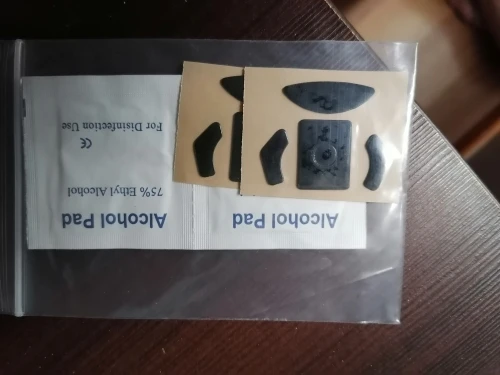 Alcohol Pad
75% Ethyl Alcohol
CE
For Disinfection Use
Alcohol Pad